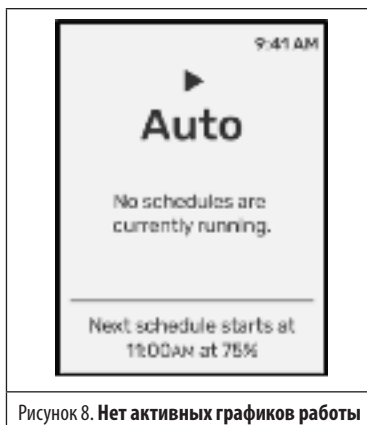 9:41 AM
Auto
No schedules are
currently running.
Next schedule starts at
11:00AM at 75%
Рисунок 8. Нет активных графиков работы